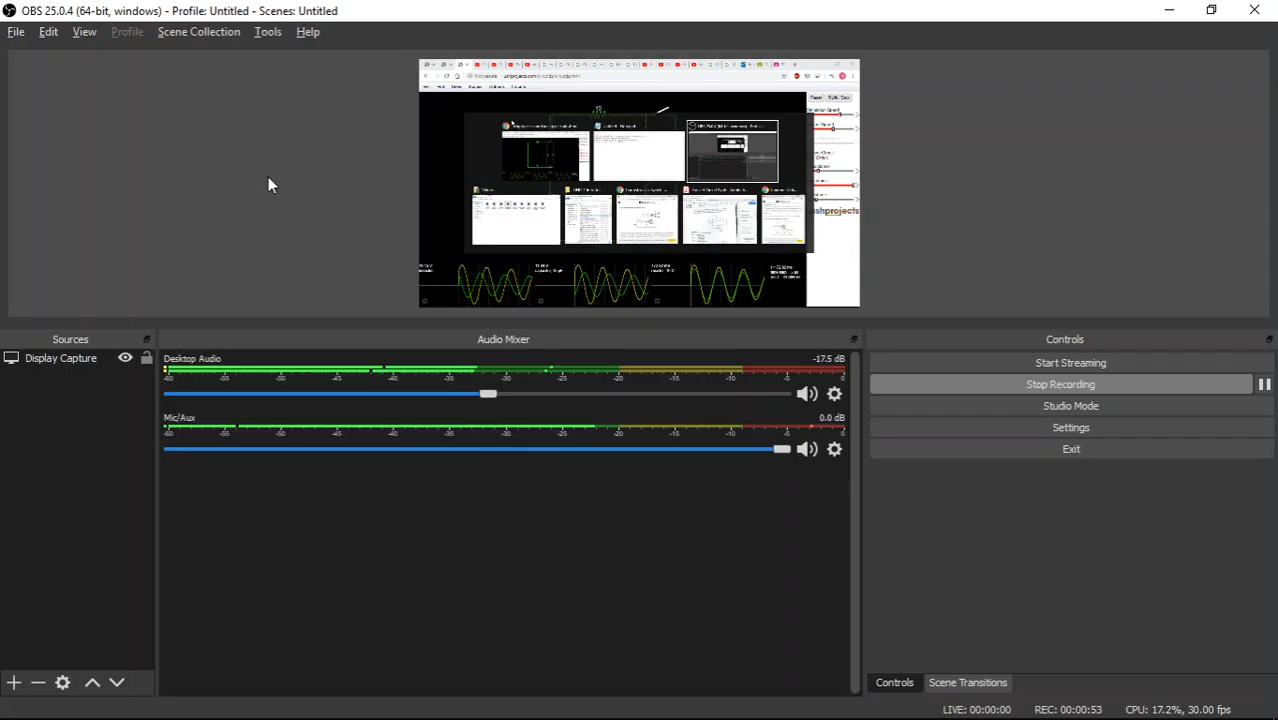 OBS 25.0.4 (64-bit, windows) - Profile: Untitled - Scenes: Untitled
File Edit View Profile Scene Collection Tools Help
Sources
Display Capture
Audio Mixer
Desktop Audio -17.5 dB
-60 -55 -50 -45 -40 -35 -30 -25 -20 -15 -10 -5 0
Mic/Aux 0.0 dB
-60 -55 -50 -45 -40 -35 -30 -25 -20 -15 -10 -5 0
Controls
Start Streaming
Stop Recording
Studio Mode
Settings
Exit
Controls Scene Transitions
LIVE: 00:00:00 REC: 00:00:53 CPU: 17.2%, 30.00 fps